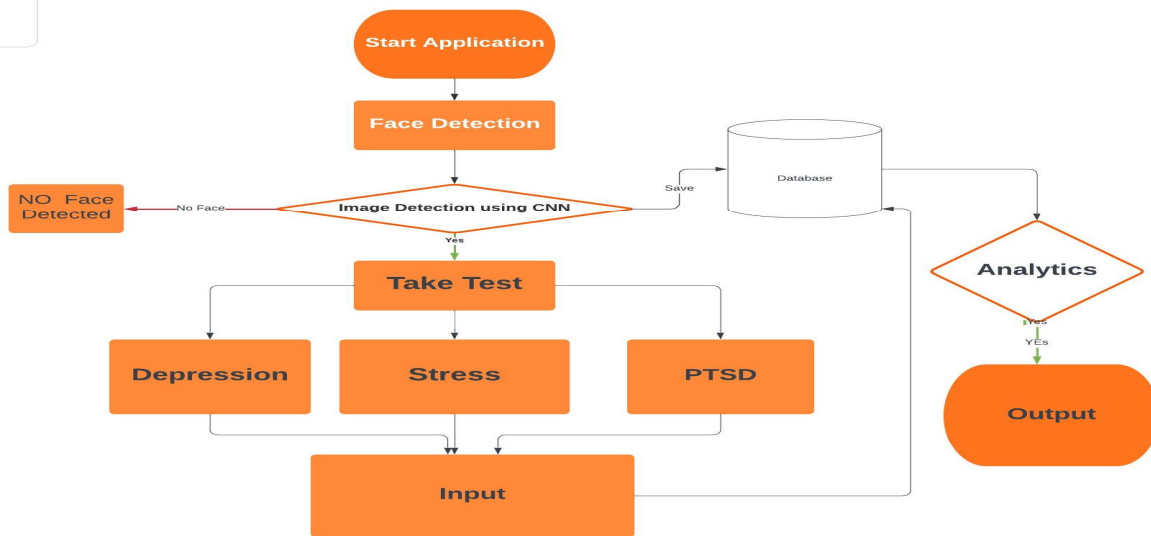 Start Application
Face Detection
NO Face
Detected
No Face
Image Detection using CNN
Save
Database
Yes
Take Test
Analytics
Depression
Stress
PTSD
Yes
YEs
Output
Input